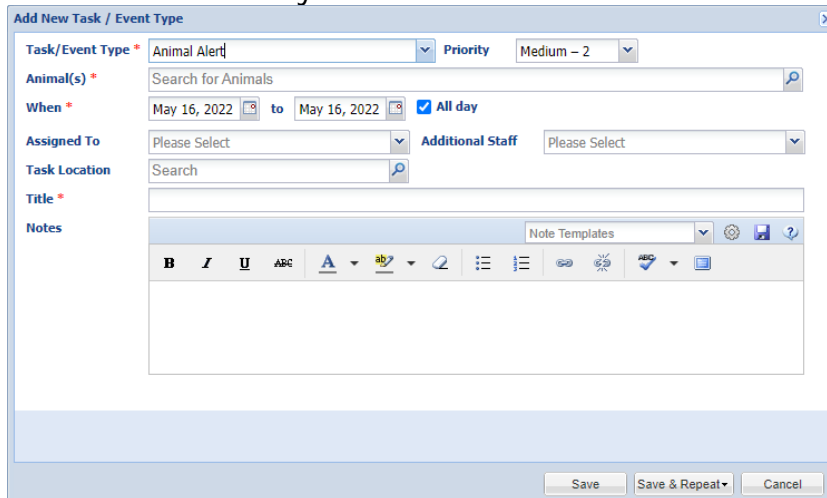 Add New Task / Event Type
Task/Event Type * Animal Alert Priority Medium – 2
Animal(s) * Search for Animals
When * May 16, 2022 to May 16, 2022 All day
Assigned To Please Select Additional Staff Please Select
Task Location Search
Title *
Notes
Note Templates
B I U ABC A ab ABC
Save Save & Repeat Cancel